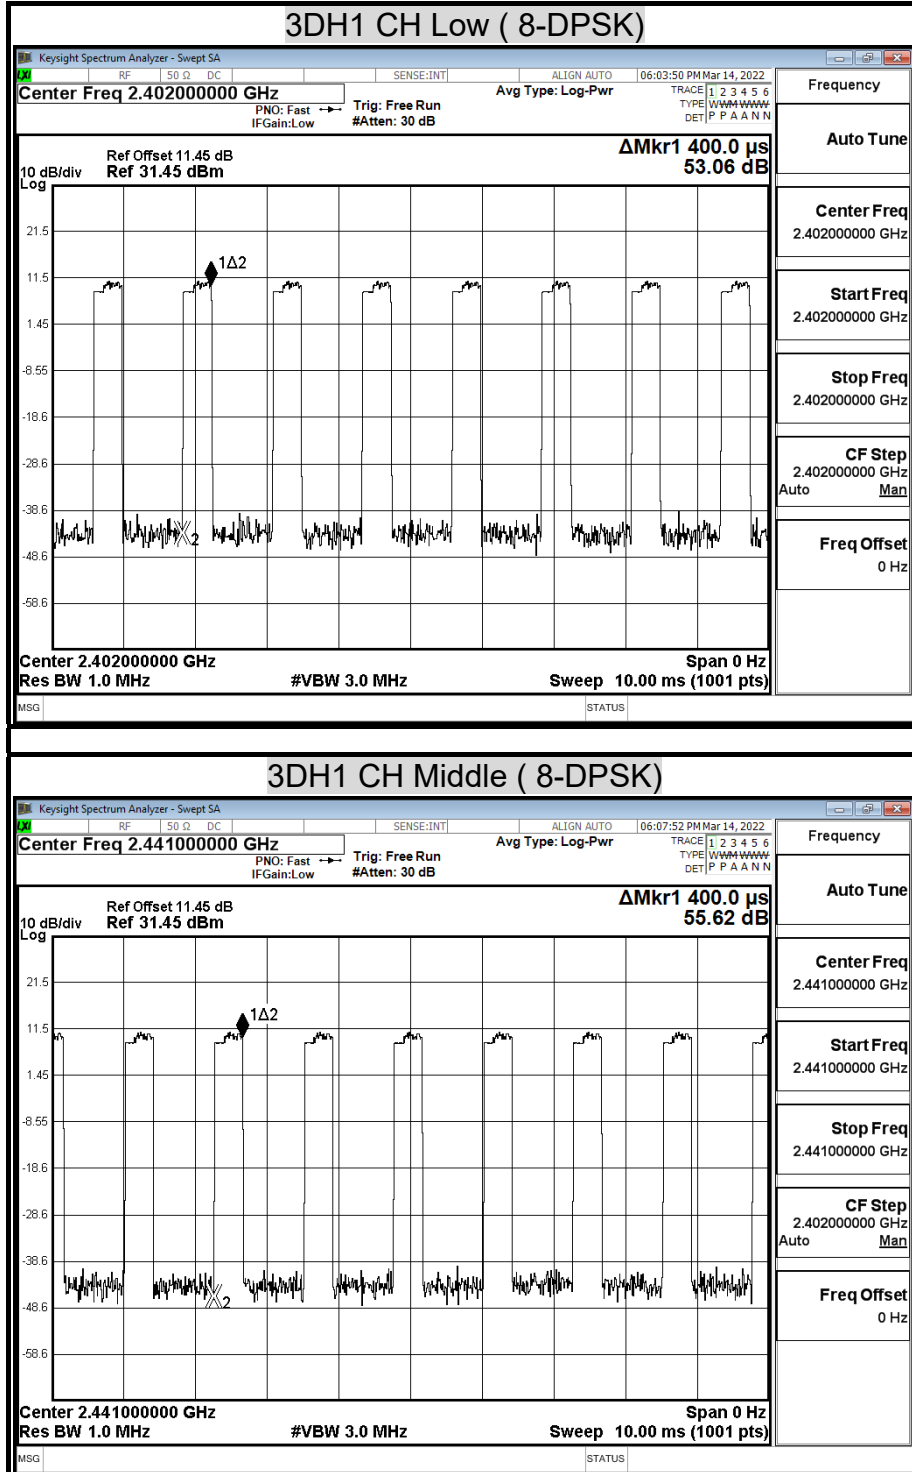 3DH1 CH Low ( 8-DPSK)
Keysight Spectrum Analyzer - Swept SA
LXI RF 50 Ω DC SENSE:INT ALIGN AUTO 06:03:50 PM Mar 14, 2022
Center Freq 2.402000000 GHz
PNO: Fast
IFGain:Low
Trig: Free Run
#Atten: 30 dB
Avg Type: Log-Pwr
TRACE 1 2 3 4 5 6
TYPE WWMWWWW
DET P P A A N N
ΔMkr1 400.0 µs
53.06 dB
Ref Offset 11.45 dB
10 dB/div Ref 31.45 dBm
Log
21.5
11.5
1.45
-8.55
-18.6
-28.6
-38.6
-48.6
-58.6
1Δ2
2
Center 2.402000000 GHz Span 0 Hz
Res BW 1.0 MHz #VBW 3.0 MHz Sweep 10.00 ms (1001 pts)
MSG STATUS
Frequency
Auto Tune
Center Freq
2.402000000 GHz
Start Freq
2.402000000 GHz
Stop Freq
2.402000000 GHz
CF Step
2.402000000 GHz
Auto Man
Freq Offset
0 Hz
3DH1 CH Middle ( 8-DPSK)
Keysight Spectrum Analyzer - Swept SA
LXI RF 50 Ω DC SENSE:INT ALIGN AUTO 06:07:52 PM Mar 14, 2022
Center Freq 2.441000000 GHz
PNO: Fast
IFGain:Low
Trig: Free Run
#Atten: 30 dB
Avg Type: Log-Pwr
TRACE 1 2 3 4 5 6
TYPE WWMWWWW
DET P P A A N N
ΔMkr1 400.0 µs
55.62 dB
Ref Offset 11.45 dB
10 dB/div Ref 31.45 dBm
Log
21.5
11.5
1.45
-8.55
-18.6
-28.6
-38.6
-48.6
-58.6
1Δ2
2
Center 2.441000000 GHz Span 0 Hz
Res BW 1.0 MHz #VBW 3.0 MHz Sweep 10.00 ms (1001 pts)
MSG STATUS
Frequency
Auto Tune
Center Freq
2.441000000 GHz
Start Freq
2.441000000 GHz
Stop Freq
2.441000000 GHz
CF Step
2.402000000 GHz
Auto Man
Freq Offset
0 Hz